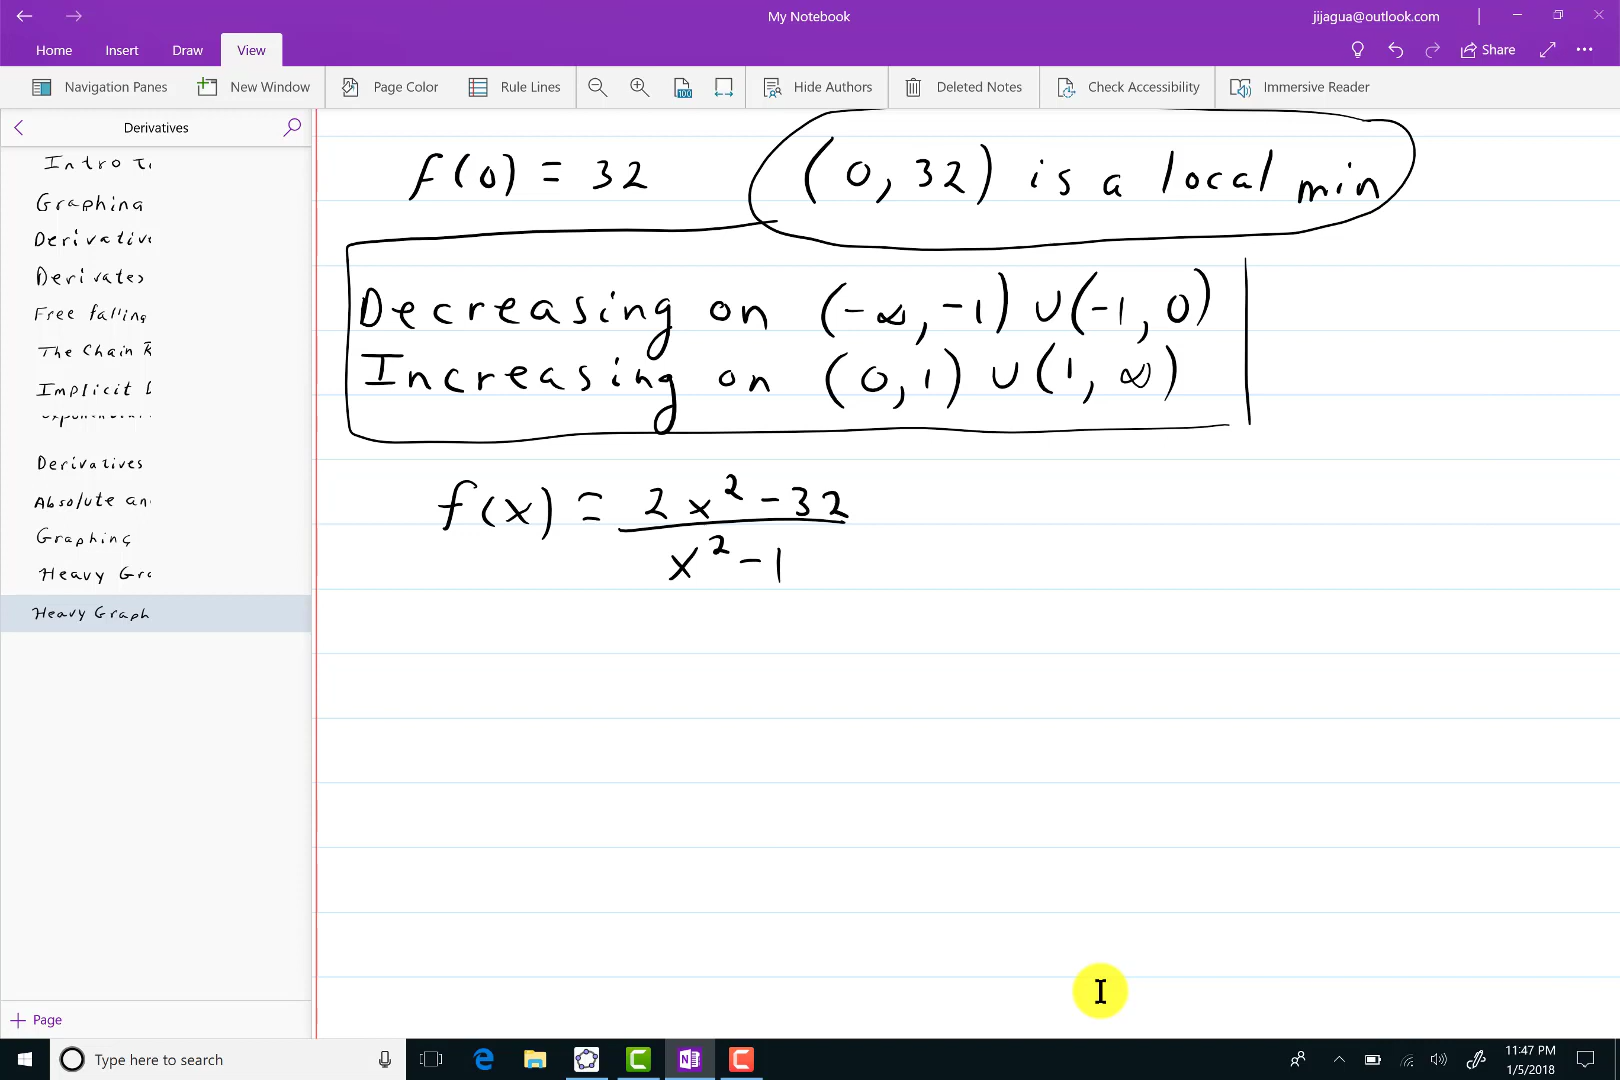 My Notebook
jijagua@outlook.com
Home Insert Draw View
Share
Navigation Panes New Window Page Color Rule Lines Hide Authors Deleted Notes Check Accessibility Immersive Reader
Derivatives
Intro T
Graphing
Derivative
Derivates
Free falling
The Chain R
Implicit D
Derivatives
Absolute an
Graphing
Heavy Gra
Heavy Graph
Page
f(0) = 32 (0, 32) is a local min
Decreasing on (-∞, -1) ∪ (-1, 0)
Increasing on (0, 1) ∪ (1, ∞)
f(x) = 2x² - 32
x² - 1
Type here to search
11:47 PM
1/5/2018